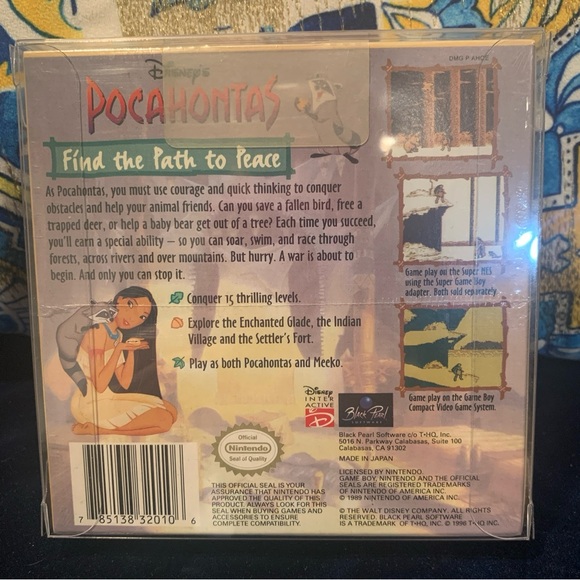 DISNEY'S
POCAHONTAS
Find the Path to Peace
As Pocahontas, you must use courage and quick thinking to conquer
obstacles and help your animal friends. Can you save a fallen bird, free a
trapped deer, or help a baby bear get out of a tree? Each time you succeed,
you'll earn a special ability — so you can soar, swim, and race through
forests, across rivers and over mountains. But hurry. A war is about to
begin. And only you can stop it.
Conquer 15 thrilling levels.
Explore the Enchanted Glade, the Indian
Village and the Settler's Fort.
Play as both Pocahontas and Meeko.
Game play on the Super NES
using the Super Game Boy
adapter. Both sold separately.
Game play on the Game Boy
Compact Video Game System.
Disney
INTER
ACTIVE
Black Pearl
SOFTWARE
Official
Nintendo
Seal of Quality
Black Pearl Software c/o T•HQ, Inc.
5016 N. Parkway Calabasas, Suite 100
Calabasas, CA 91302
MADE IN JAPAN
THIS OFFICIAL SEAL IS YOUR
ASSURANCE THAT NINTENDO HAS
APPROVED THE QUALITY OF THIS
PRODUCT. ALWAYS LOOK FOR THIS
SEAL WHEN BUYING GAMES AND
ACCESSORIES TO ENSURE
COMPLETE COMPATIBILITY.
LICENSED BY NINTENDO.
GAME BOY, NINTENDO AND THE OFFICIAL
SEALS ARE REGISTERED TRADEMARKS
OF NINTENDO OF AMERICA INC.
© 1989 NINTENDO OF AMERICA INC.
© THE WALT DISNEY COMPANY. ALL RIGHTS
RESERVED. BLACK PEARL SOFTWARE
IS A TRADEMARK OF T•HQ, INC. © 1996 T•HQ, INC.
7 85138 32010 6